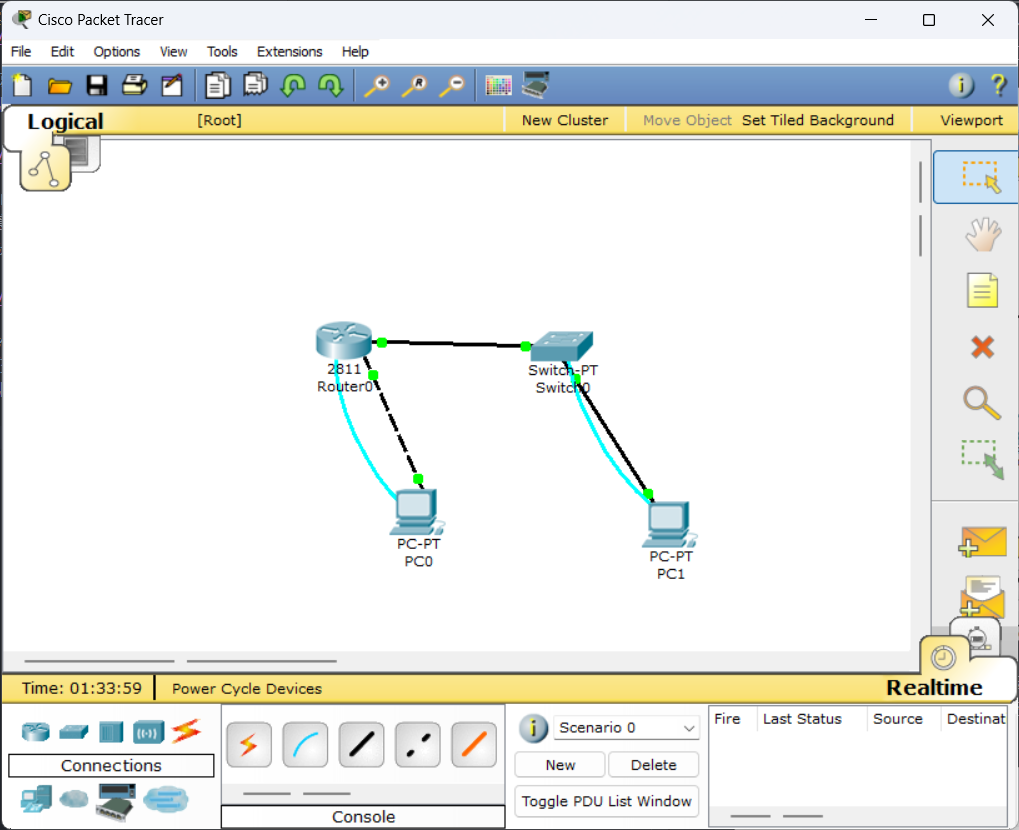 Cisco Packet Tracer
File Edit Options View Tools Extensions Help
Logical [Root] New Cluster Move Object Set Tiled Background Viewport
2811
Router0
Switch-PT
Switch0
PC-PT
PC0
PC-PT
PC1
Time: 01:33:59 Power Cycle Devices
Realtime
Connections
Console
Scenario 0
New Delete
Toggle PDU List Window
Fire Last Status Source Destinat